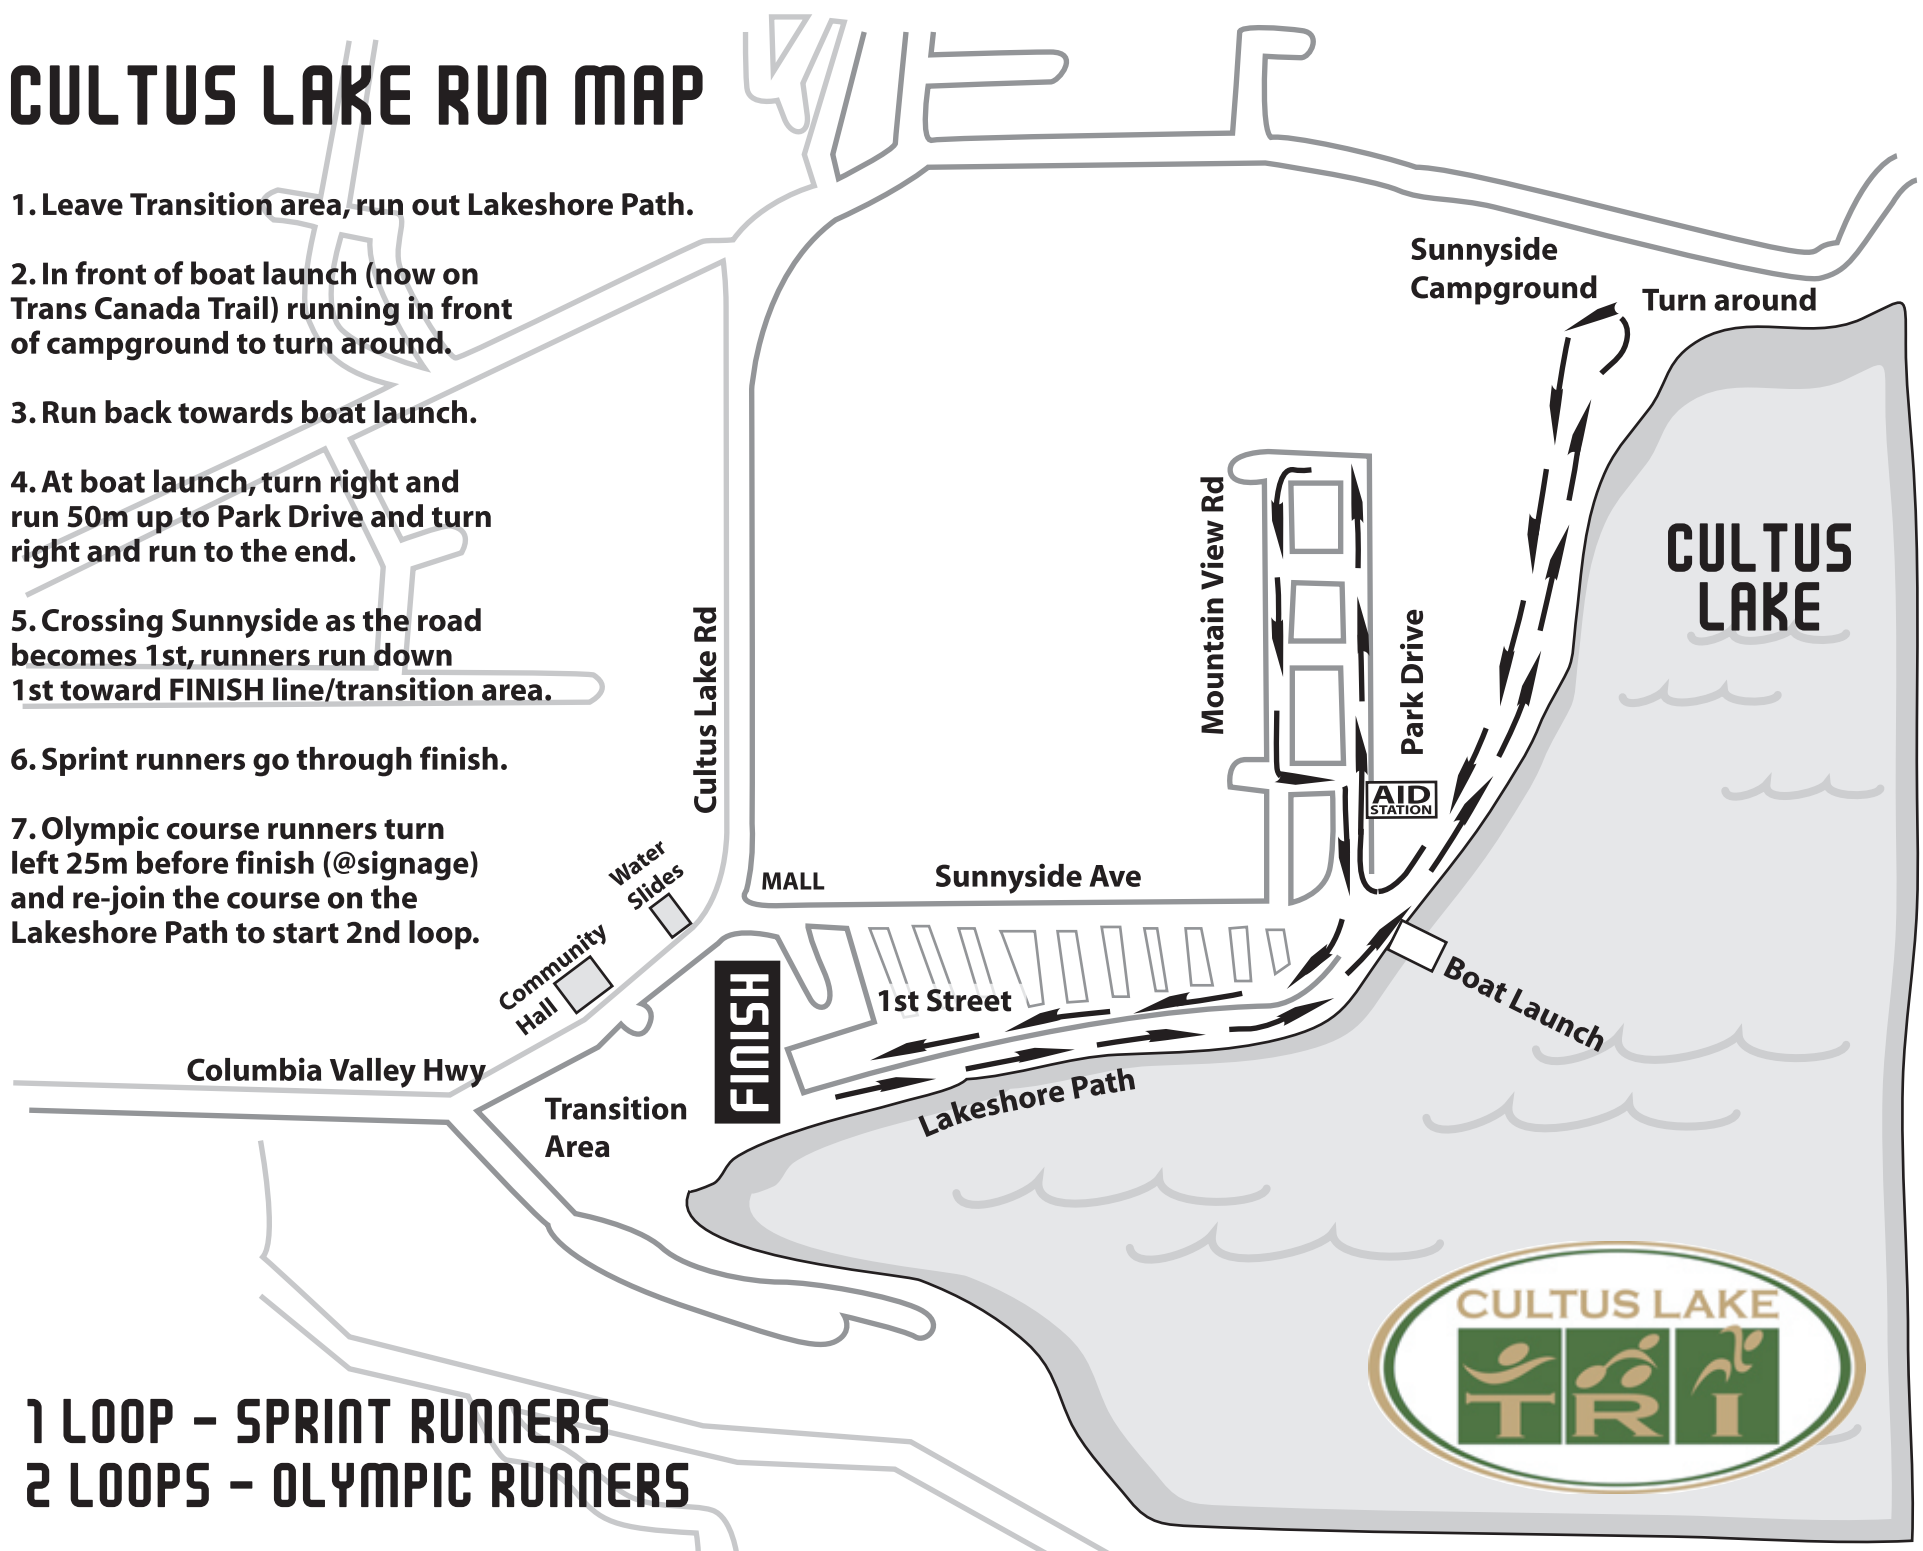 CULTUS LAKE RUN MAP
1. Leave Transition area, run out Lakeshore Path.
2. In front of boat launch (now on
Trans Canada Trail) running in front
of campground to turn around.
3. Run back towards boat launch.
4. At boat launch, turn right and
run 50m up to Park Drive and turn
right and run to the end.
5. Crossing Sunnyside as the road
becomes 1st, runners run down
1st toward FINISH line/transition area.
6. Sprint runners go through finish.
7. Olympic course runners turn
left 25m before finish (@signage)
and re-join the course on the
Lakeshore Path to start 2nd loop.
Sunnyside
Campground
Turn around
CULTUS
LAKE
Mountain View Rd
Park Drive
Cultus Lake Rd
AID
STATION
Water
Slides
MALL
Sunnyside Ave
Community
Hall
1st Street
Boat Launch
FINISH
Columbia Valley Hwy
Lakeshore Path
Transition
Area
CULTUS LAKE
TRI
1 LOOP – SPRINT RUNNERS
2 LOOPS – OLYMPIC RUNNERS